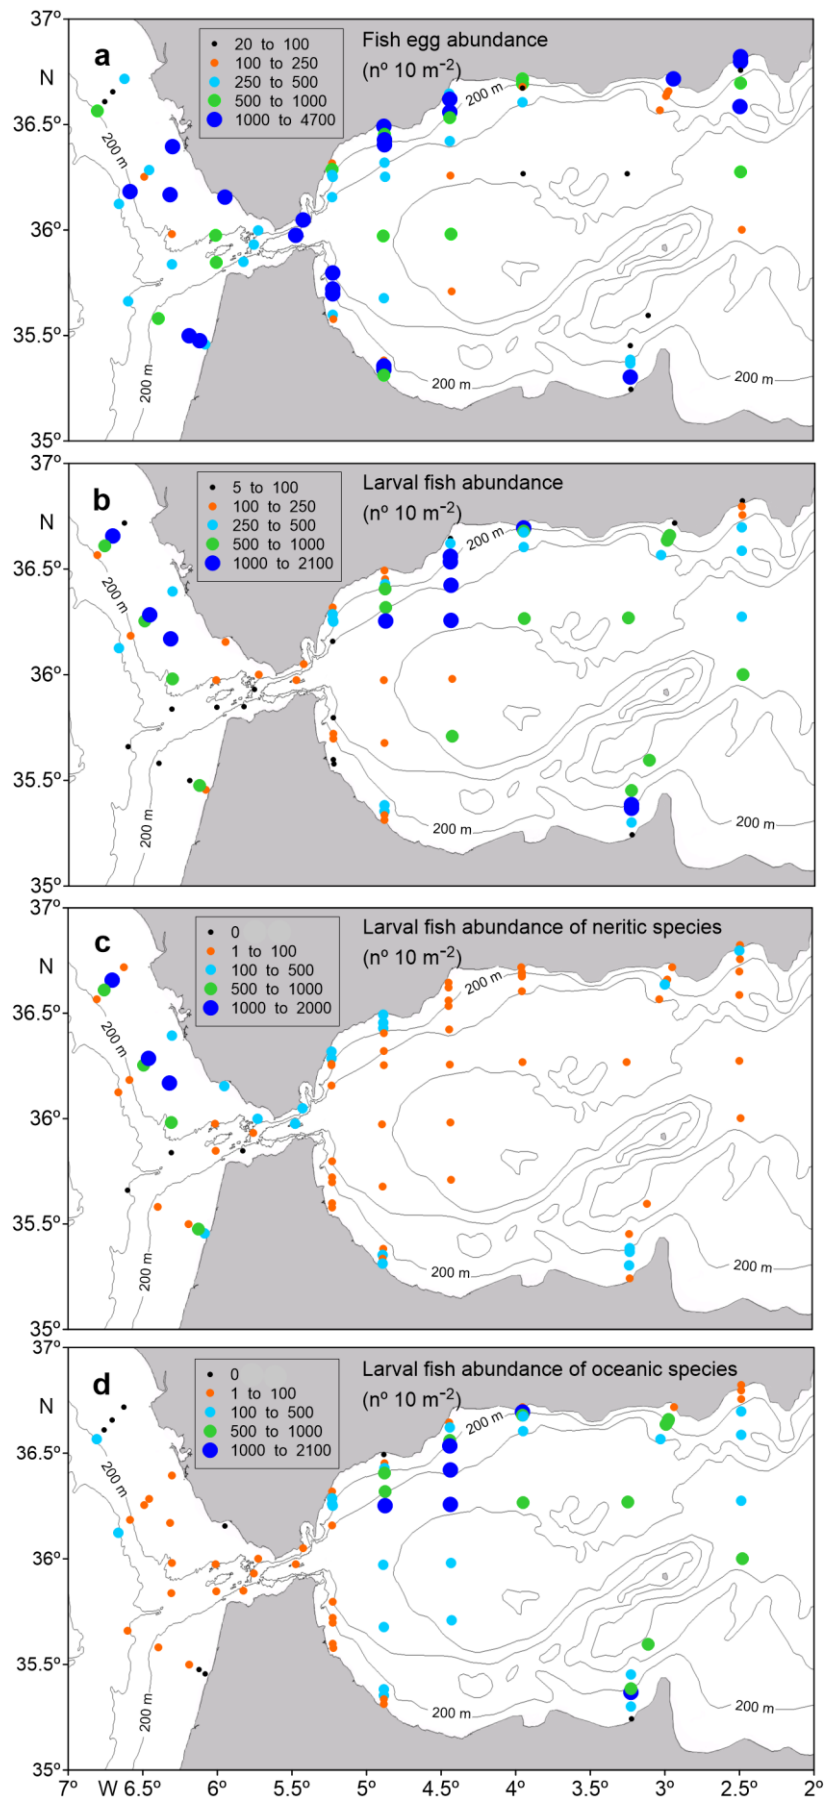 37º
a
20 to 100
100 to 250
250 to 500
500 to 1000
1000 to 4700
Fish egg abundance
(nº 10 m⁻²)
N
200 m
36.5º
200 m
36º
35.5º
200 m
200 m
200 m
35º
37º
b
5 to 100
100 to 250
250 to 500
500 to 1000
1000 to 2100
Larval fish abundance
(nº 10 m⁻²)
N
200 m
36.5º
200 m
36º
35.5º
200 m
200 m
200 m
35º
37º
c
0
1 to 100
100 to 500
500 to 1000
1000 to 2000
Larval fish abundance of neritic species
(nº 10 m⁻²)
N
200 m
36.5º
200 m
36º
35.5º
200 m
200 m
200 m
35º
37º
d
0
1 to 100
100 to 500
500 to 1000
1000 to 2100
Larval fish abundance of oceanic species
(nº 10 m⁻²)
N
200 m
36.5º
200 m
36º
35.5º
200 m
200 m
200 m
35º
7º W 6.5º 6º 5.5º 5º 4.5º 4º 3.5º 3º 2.5º 2º